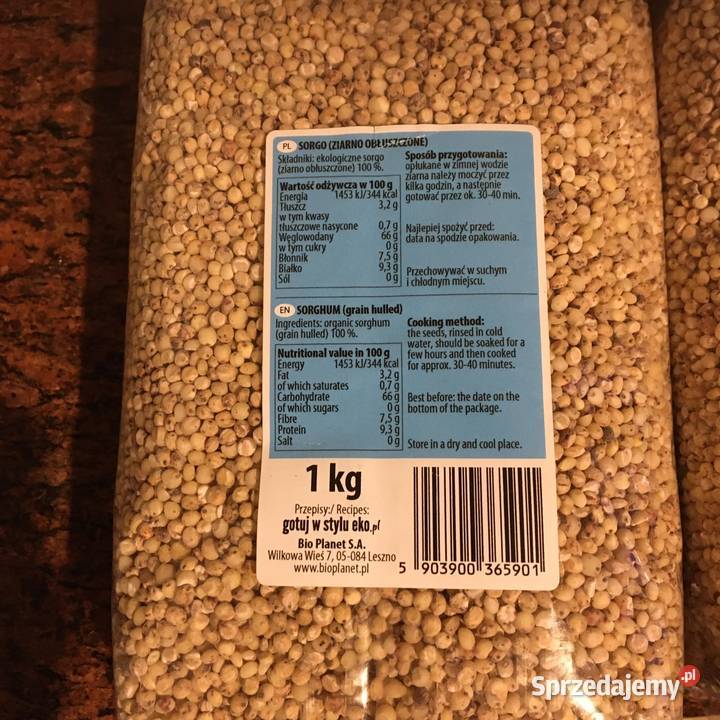 PL SORGO (ZIARNO OBŁUSZCZONE)
Składniki: ekologiczne sorgo
(ziarno obłuszczone) 100 %.
Wartość odżywcza w 100 g
Energia 1453 kJ/344 kcal
Tłuszcz 3,2 g
w tym kwasy
tłuszczowe nasycone 0,7 g
Węglowodany 66 g
w tym cukry 0 g
Błonnik 7,5 g
Białko 9,3 g
Sól 0 g
Sposób przygotowania:
opłukane w zimnej wodzie
ziarna należy moczyć przez
kilka godzin, a następnie
gotować przez ok. 30-40 min.
Najlepiej spożyć przed:
data na spodzie opakowania.
Przechowywać w suchym
i chłodnym miejscu.
EN SORGHUM (grain hulled)
Ingredients: organic sorghum
(grain hulled) 100 %.
Nutritional value in 100 g
Energy 1453 kJ/344 kcal
Fat 3,2 g
of which saturates 0,7 g
Carbohydrate 66 g
of which sugars 0 g
Fibre 7,5 g
Protein 9,3 g
Salt 0 g
Cooking method:
the seeds, rinsed in cold
water, should be soaked for a
few hours and then cooked
for approx. 30-40 minutes.
Best before: the date on the
bottom of the package.
Store in a dry and cool place.
1 kg
Przepisy:/ Recipes:
gotuj w stylu eko.pl
Bio Planet S.A.
Wilkowa Wieś 7, 05-084 Leszno
www.bioplanet.pl
5 903900 365901
Sprzedajemy.pl